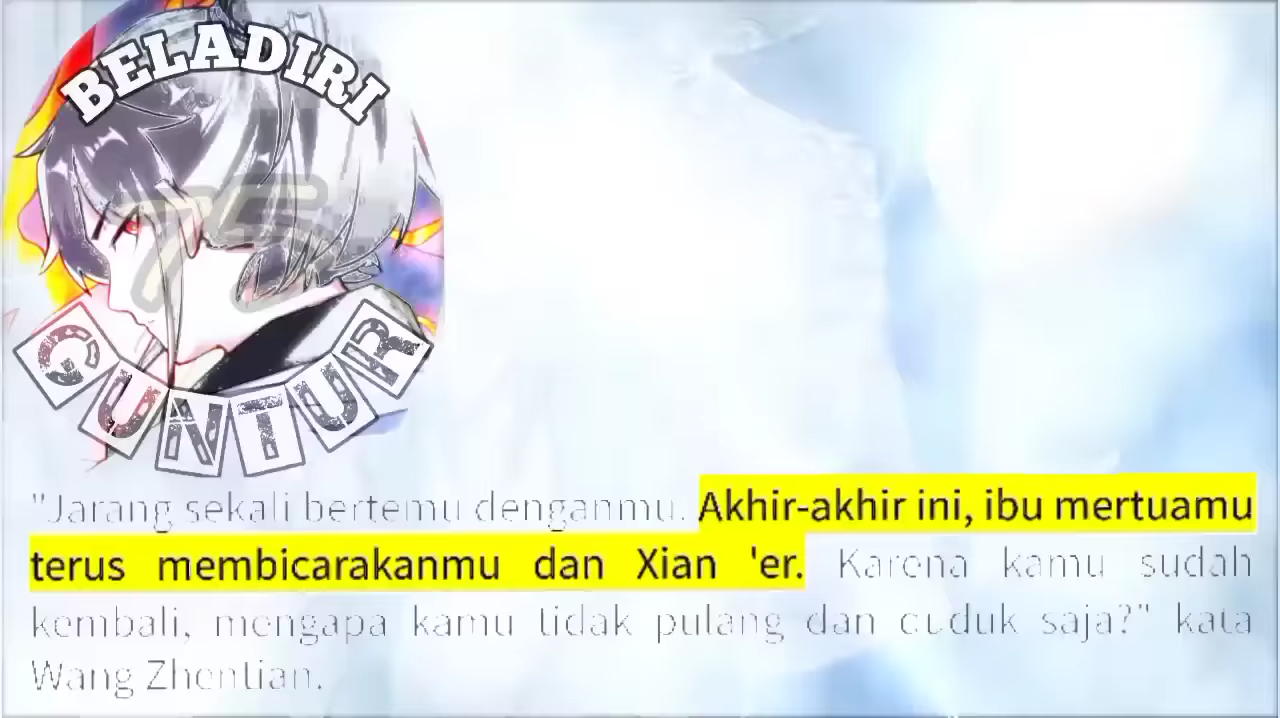 BELADIRI
GUNTUR
"Jarang sekali bertemu denganmu. Akhir-akhir ini, ibu mertuamu
terus membicarakanmu dan Xian 'er. Karena kamu sudah
kembali, mengapa kamu tidak pulang dan duduk saja?" kata
Wang Zhentian.